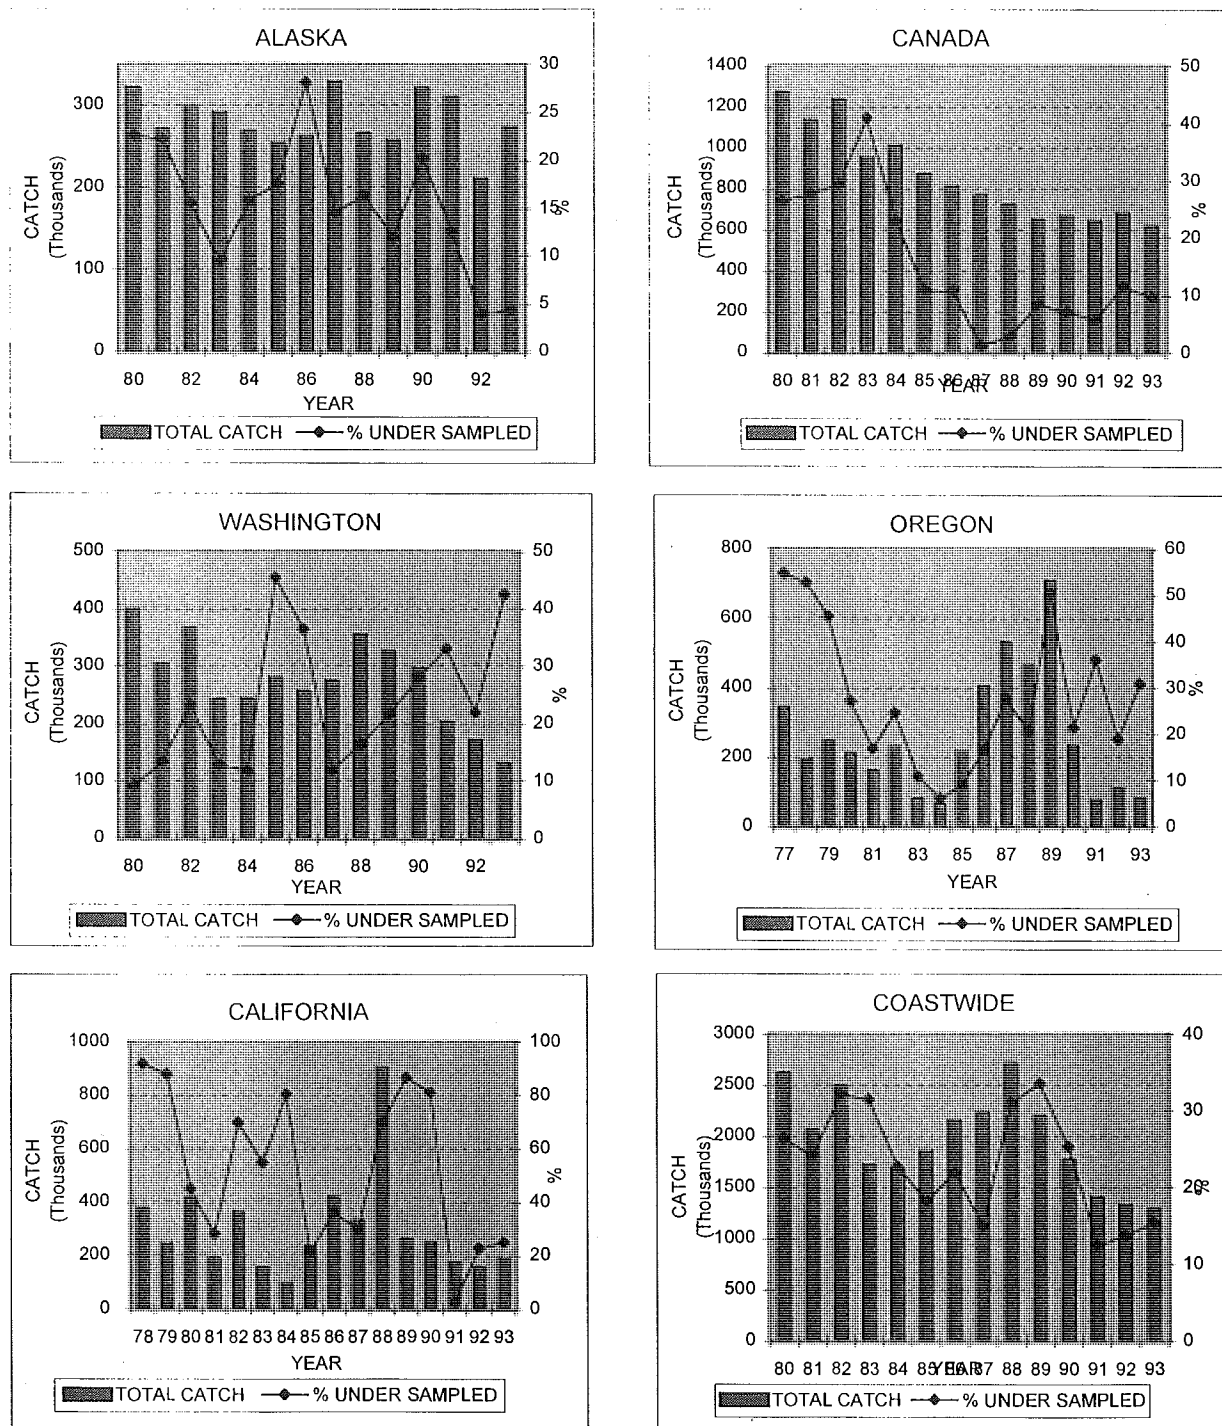 ALASKA
CATCH
(Thousands)
300
200
100
0
30
25
20
15
10
5
0
%
80 82 84 86 88 90 92
YEAR
TOTAL CATCH % UNDER SAMPLED
CANADA
CATCH
(Thousands)
1400
1200
1000
800
600
400
200
0
50
40
30
20
10
0
%
80 81 82 83 84 85 86 87 88 89 90 91 92 93
YEAR
TOTAL CATCH % UNDER SAMPLED
WASHINGTON
CATCH
(Thousands)
500
400
300
200
100
0
50
40
30
20
10
0
%
80 82 84 86 88 90 92
YEAR
TOTAL CATCH % UNDER SAMPLED
OREGON
CATCH
(Thousands)
800
600
400
200
0
60
50
40
30
20
10
0
%
77 79 81 83 85 87 89 91 93
YEAR
TOTAL CATCH % UNDER SAMPLED
CALIFORNIA
CATCH
(Thousands)
1000
800
600
400
200
0
100
80
60
40
20
0
%
78 79 80 81 82 83 84 85 86 87 88 89 90 91 92 93
YEAR
TOTAL CATCH % UNDER SAMPLED
COASTWIDE
CATCH
(Thousands)
3000
2500
2000
1500
1000
500
0
40
30
20
10
0
%
80 81 82 83 84 85 86 87 88 89 90 91 92 93
YEAR
TOTAL CATCH % UNDER SAMPLED